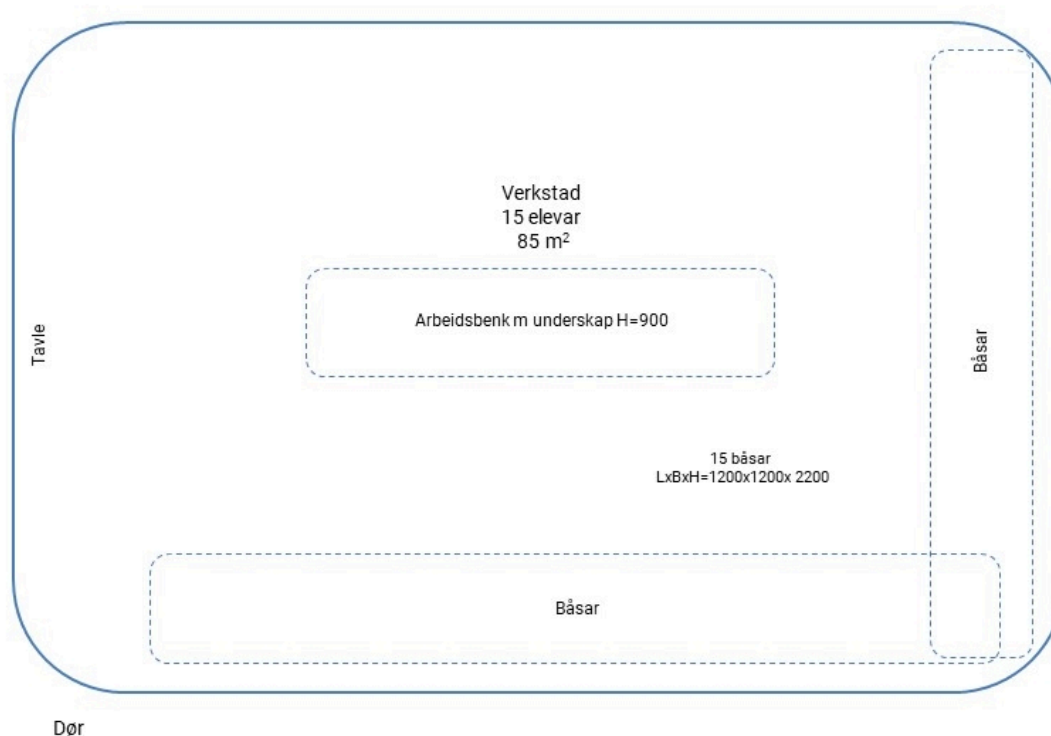 Verkstad
15 elevar
85 m²
Arbeidsbenk m underskap H=900
Tavle
Båsar
15 båsar
LxBxH=1200x1200x 2200
Båsar
Dør